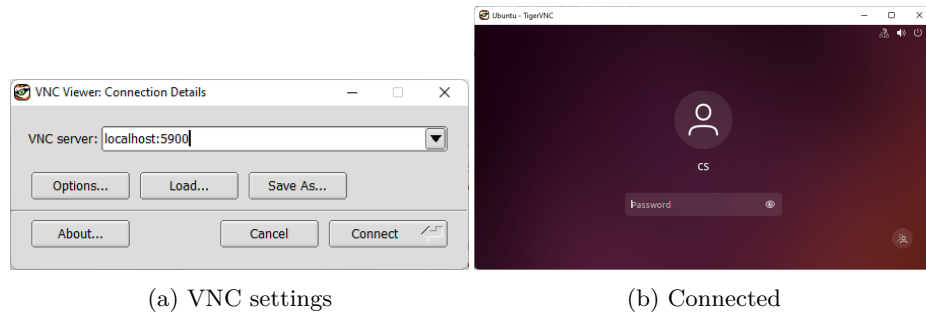 VNC Viewer: Connection Details
VNC server: localhost:5900
Options... Load... Save As...
About... Cancel Connect
(a) VNC settings
Ubuntu - TigerVNC
cs
Password
(b) Connected